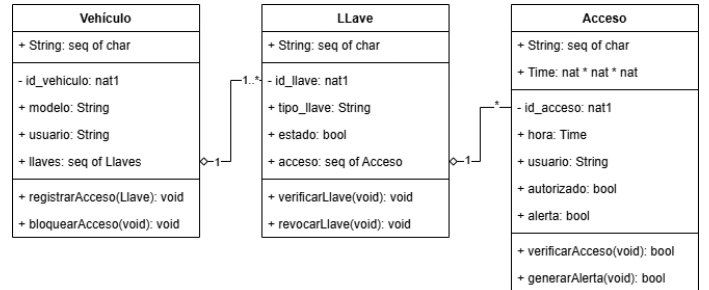 Vehículo
+ String: seq of char
- id_vehiculo: nat1
+ modelo: String
+ usuario: String
+ llaves: seq of Llaves
+ registrarAcceso(Llave): void
+ bloquearAcceso(void): void
1
1..*
LLave
+ String: seq of char
- id_llave: nat1
+ tipo_llave: String
+ estado: bool
+ acceso: seq of Acceso
+ verificarLlave(void): void
+ revocarLlave(void): void
1
*
Acceso
+ String: seq of char
+ Time: nat * nat * nat
- id_acceso: nat1
+ hora: Time
+ usuario: String
+ autorizado: bool
+ alerta: bool
+ verificarAcceso(void): bool
+ generarAlerta(void): bool